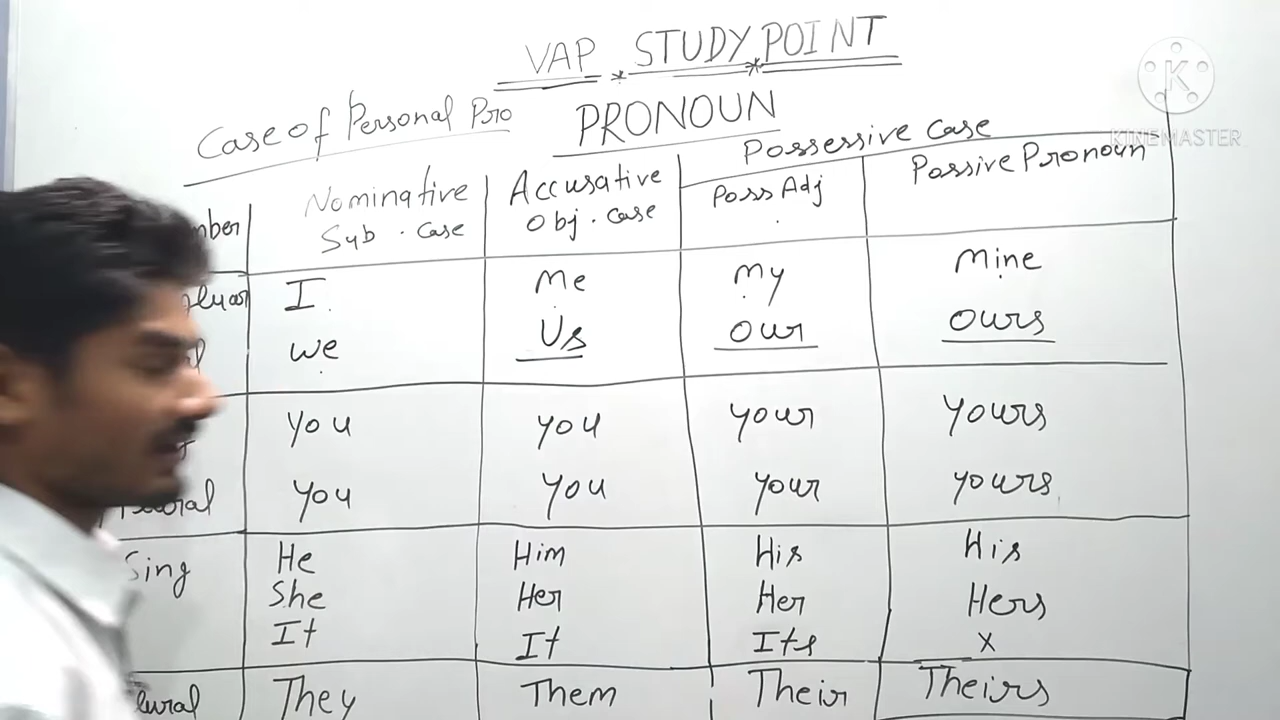 VAP * STUDY * POINT
Case of Personal Pro PRONOUN
K
KINEMASTER
Possessive Case
Nominative Accusative Poss Adj Possive Pronoun
Sub . Case Obj . Case
I Me My Mine
We Us Our Ours
You You Your Yours
You You Your Yours
Sing He Him His His
She Her Her Hers
It It Its x
They Them Their Theirs